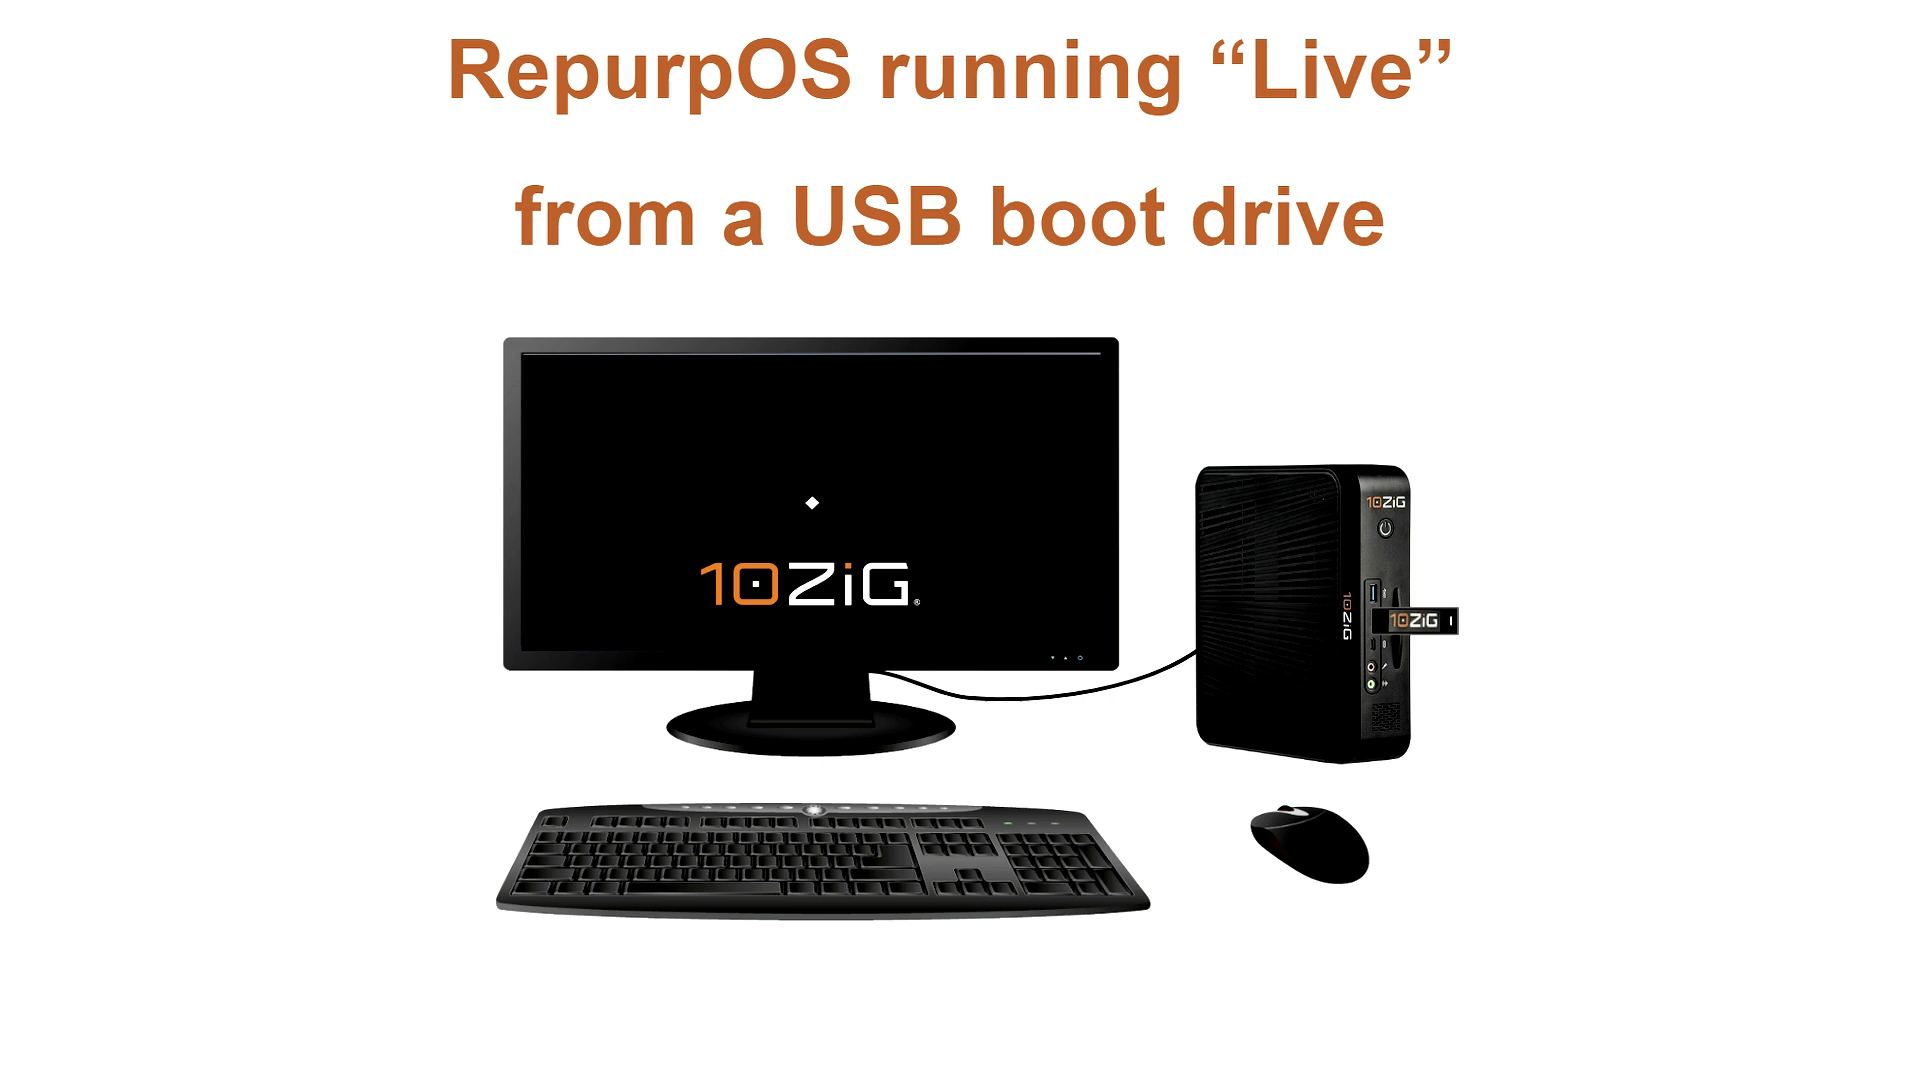 RepurpOS running “Live”
from a USB boot drive
10ZiG®
10ZiG
10ZiG
10ZiG